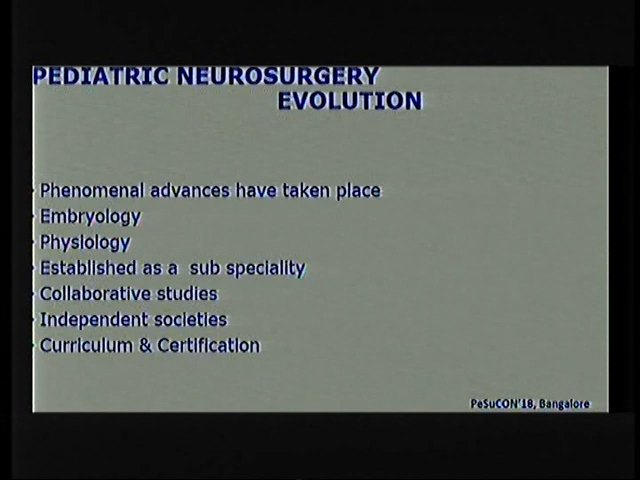 PEDIATRIC NEUROSURGERY
EVOLUTION
· Phenomenal advances have taken place
· Embryology
· Physiology
· Established as a sub speciality
· Collaborative studies
· Independent societies
· Curriculum & Certification
PeSuCON'18, Bangalore